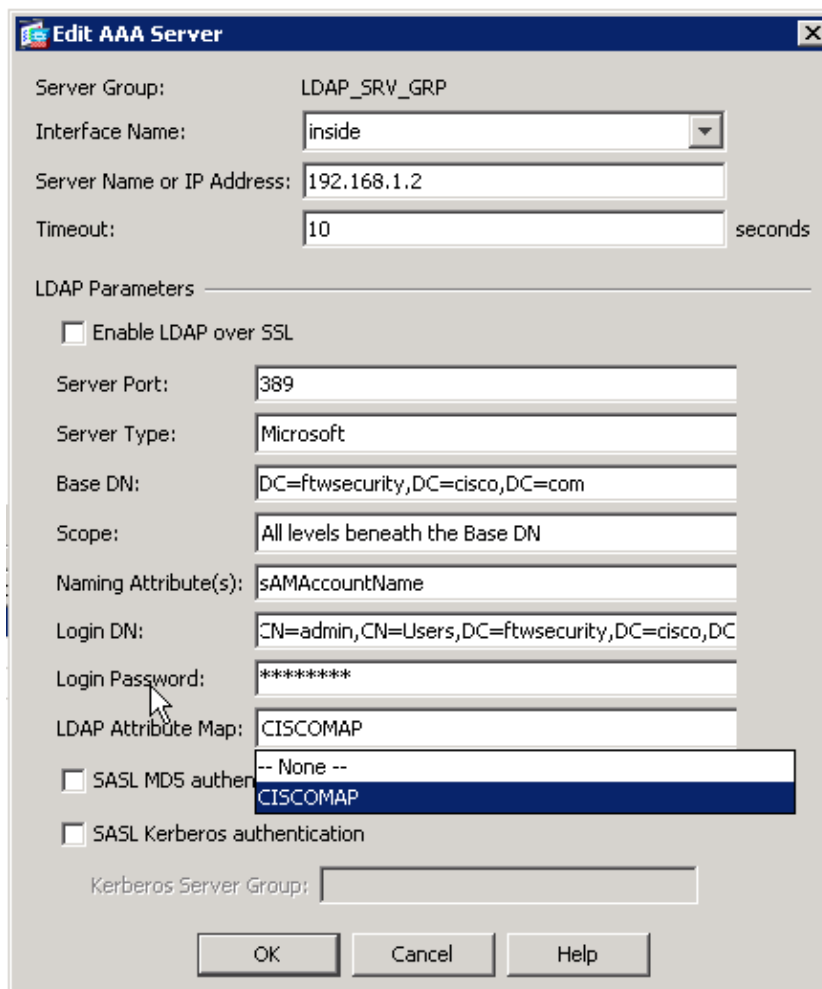 Edit AAA Server
Server Group: LDAP_SRV_GRP
Interface Name: inside
Server Name or IP Address: 192.168.1.2
Timeout: 10 seconds
LDAP Parameters
Enable LDAP over SSL
Server Port: 389
Server Type: Microsoft
Base DN: DC=ftwsecurity,DC=cisco,DC=com
Scope: All levels beneath the Base DN
Naming Attribute(s): sAMAccountName
Login DN: CN=admin,CN=Users,DC=ftwsecurity,DC=cisco,DC
Login Password: ********
LDAP Attribute Map: CISCOMAP
-- None --
SASL MD5 authen
CISCOMAP
SASL Kerberos authentication
Kerberos Server Group:
OK Cancel Help